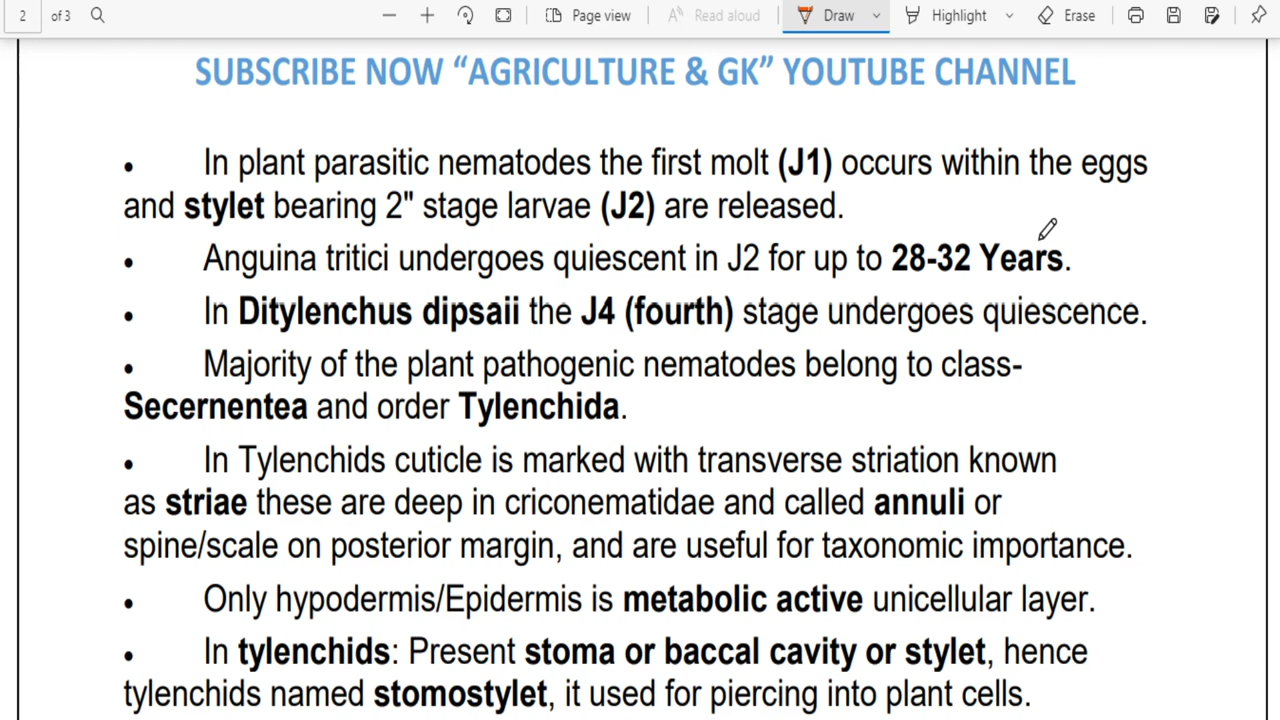 2 of 3 Page view Read aloud Draw Highlight Erase
SUBSCRIBE NOW “AGRICULTURE & GK” YOUTUBE CHANNEL
• In plant parasitic nematodes the first molt (J1) occurs within the eggs
and stylet bearing 2" stage larvae (J2) are released.
• Anguina tritici undergoes quiescent in J2 for up to 28-32 Years.
• In Ditylenchus dipsaii the J4 (fourth) stage undergoes quiescence.
• Majority of the plant pathogenic nematodes belong to class-
Secernentea and order Tylenchida.
• In Tylenchids cuticle is marked with transverse striation known
as striae these are deep in criconematidae and called annuli or
spine/scale on posterior margin, and are useful for taxonomic importance.
• Only hypodermis/Epidermis is metabolic active unicellular layer.
• In tylenchids: Present stoma or baccal cavity or stylet, hence
tylenchids named stomostylet, it used for piercing into plant cells.